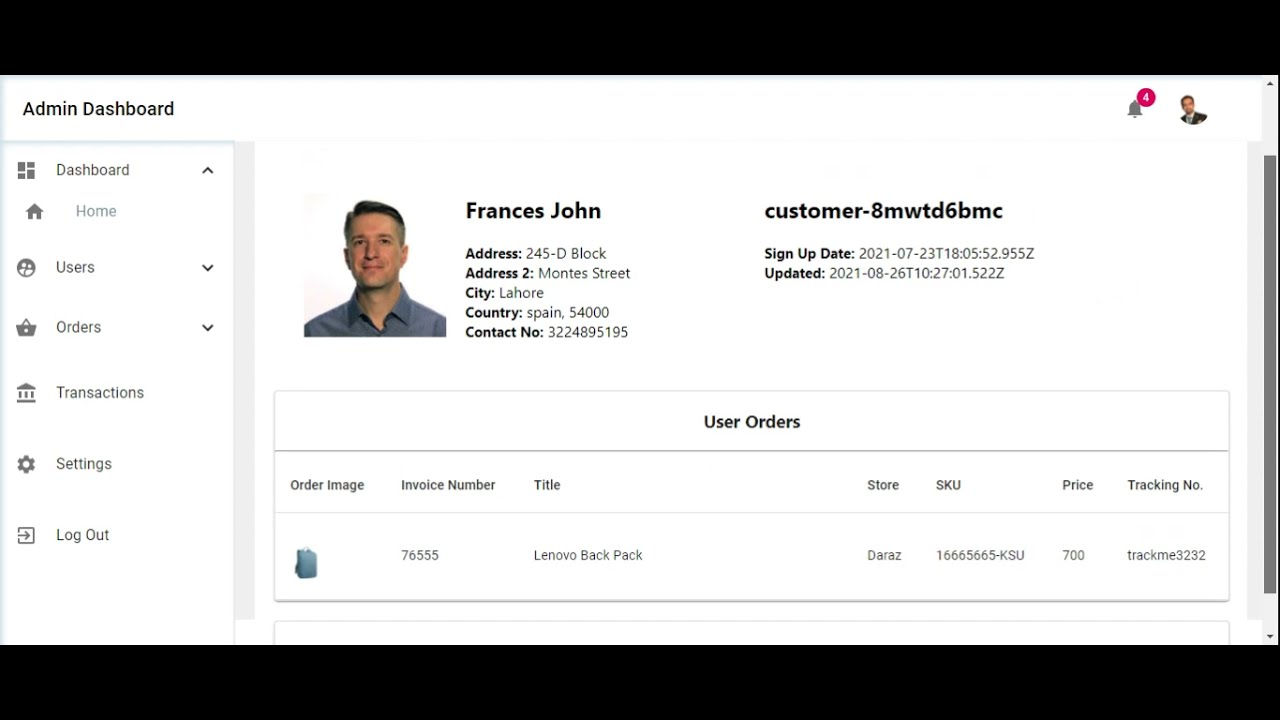 Admin Dashboard
4
Dashboard
Home
Users
Orders
Transactions
Settings
Log Out
Frances John
Address: 245-D Block
Address 2: Montes Street
City: Lahore
Country: spain, 54000
Contact No: 3224895195
customer-8mwtd6bmc
Sign Up Date: 2021-07-23T18:05:52.955Z
Updated: 2021-08-26T10:27:01.522Z
User Orders
Order Image Invoice Number Title Store SKU Price Tracking No.
76555 Lenovo Back Pack Daraz 16665665-KSU 700 trackme3232